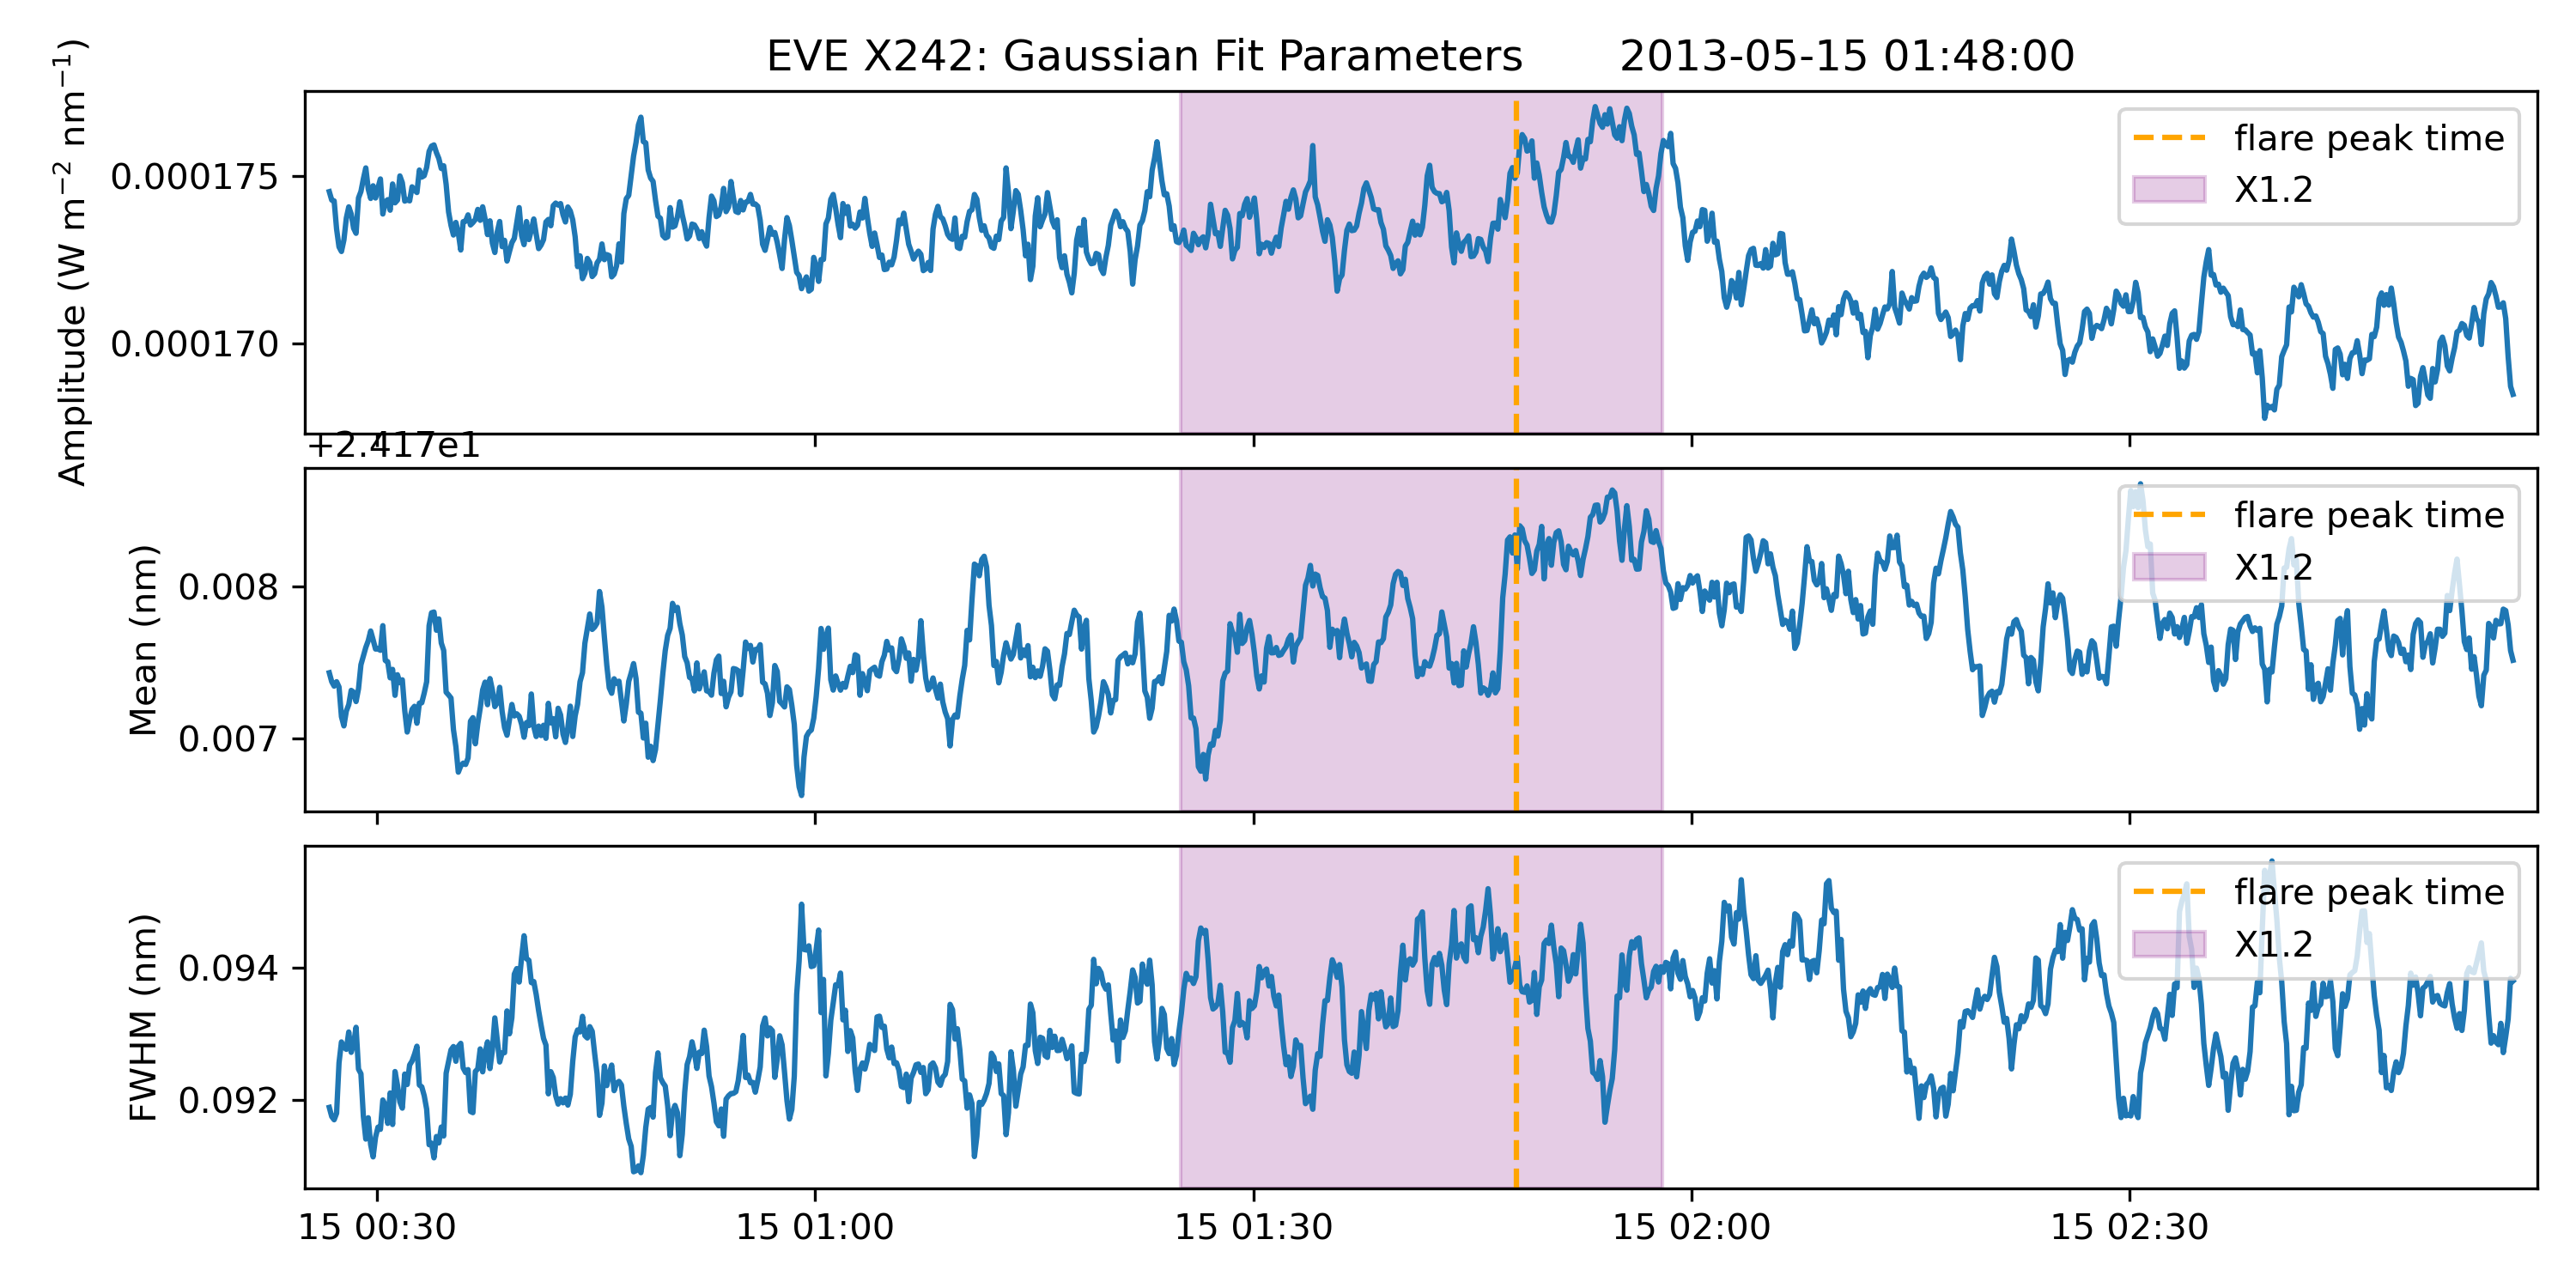 EVE X242: Gaussian Fit Parameters 2013-05-15 01:48:00
Amplitude (W m⁻² nm⁻¹)
0.000175
0.000170
flare peak time
X1.2
+2.417e1
Mean (nm)
0.008
0.007
flare peak time
X1.2
FWHM (nm)
0.094
0.092
flare peak time
X1.2
15 00:30 15 01:00 15 01:30 15 02:00 15 02:30